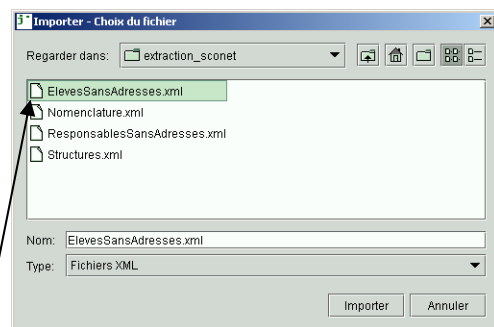 Importer - Choix du fichier
Regarder dans: extraction_sconet
ElevesSansAdresses.xml
Nomenclature.xml
ResponsablesSansAdresses.xml
Structures.xml
Nom: ElevesSansAdresses.xml
Type: Fichiers XML
Importer Annuler